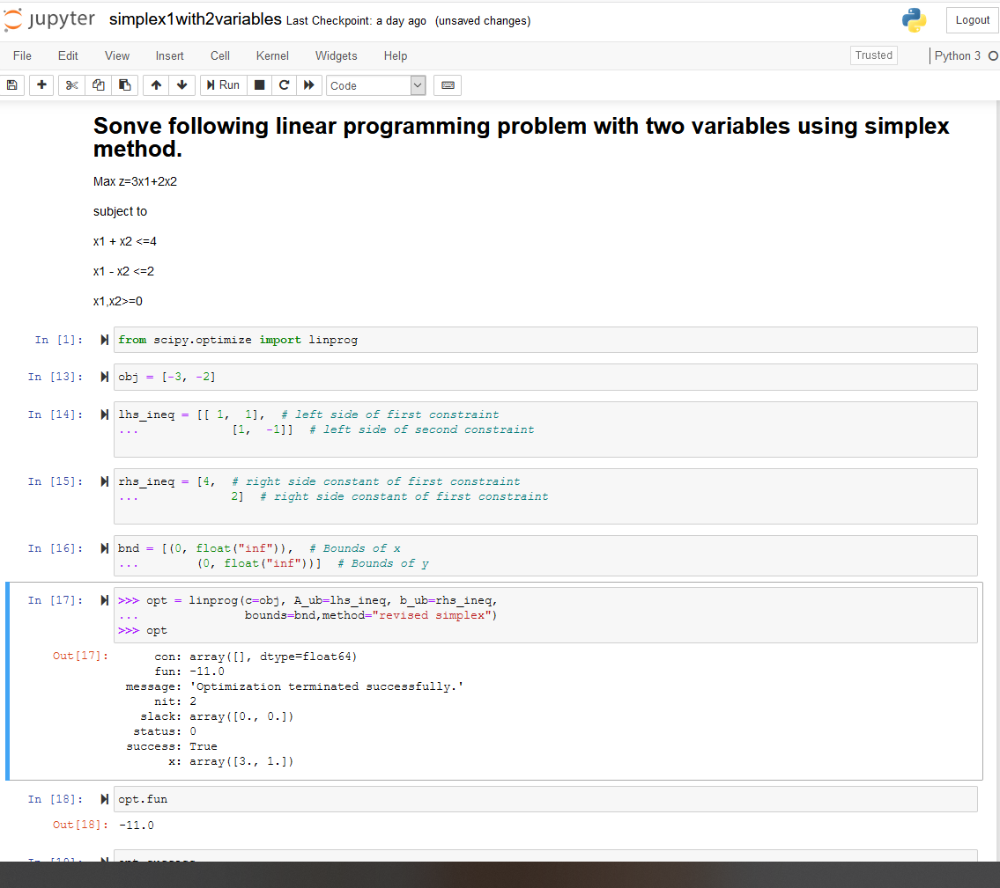 jupyter simplex1with2variables Last Checkpoint: a day ago (unsaved changes) Logout
File Edit View Insert Cell Kernel Widgets Help Trusted Python 3
Run Code
Sonve following linear programming problem with two variables using simplex
method.
Max z=3x1+2x2
subject to
x1 + x2 <=4
x1 - x2 <=2
x1,x2>=0
In [1]: from scipy.optimize import linprog
In [13]: obj = [-3, -2]
In [14]: lhs_ineq = [[ 1,  1],  # left side of first constraint
...             [1,  -1]]  # left side of second constraint
In [15]: rhs_ineq = [4,  # right side constant of first constraint
...             2]  # right side constant of first constraint
In [16]: bnd = [(0, float("inf")),  # Bounds of x
...        (0, float("inf"))]  # Bounds of y
In [17]: >>> opt = linprog(c=obj, A_ub=lhs_ineq, b_ub=rhs_ineq,
...               bounds=bnd,method="revised simplex")
>>> opt
Out[17]: con: array([], dtype=float64)
fun: -11.0
message: 'Optimization terminated successfully.'
nit: 2
slack: array([0., 0.])
status: 0
success: True
x: array([3., 1.])
In [18]: opt.fun
Out[18]: -11.0